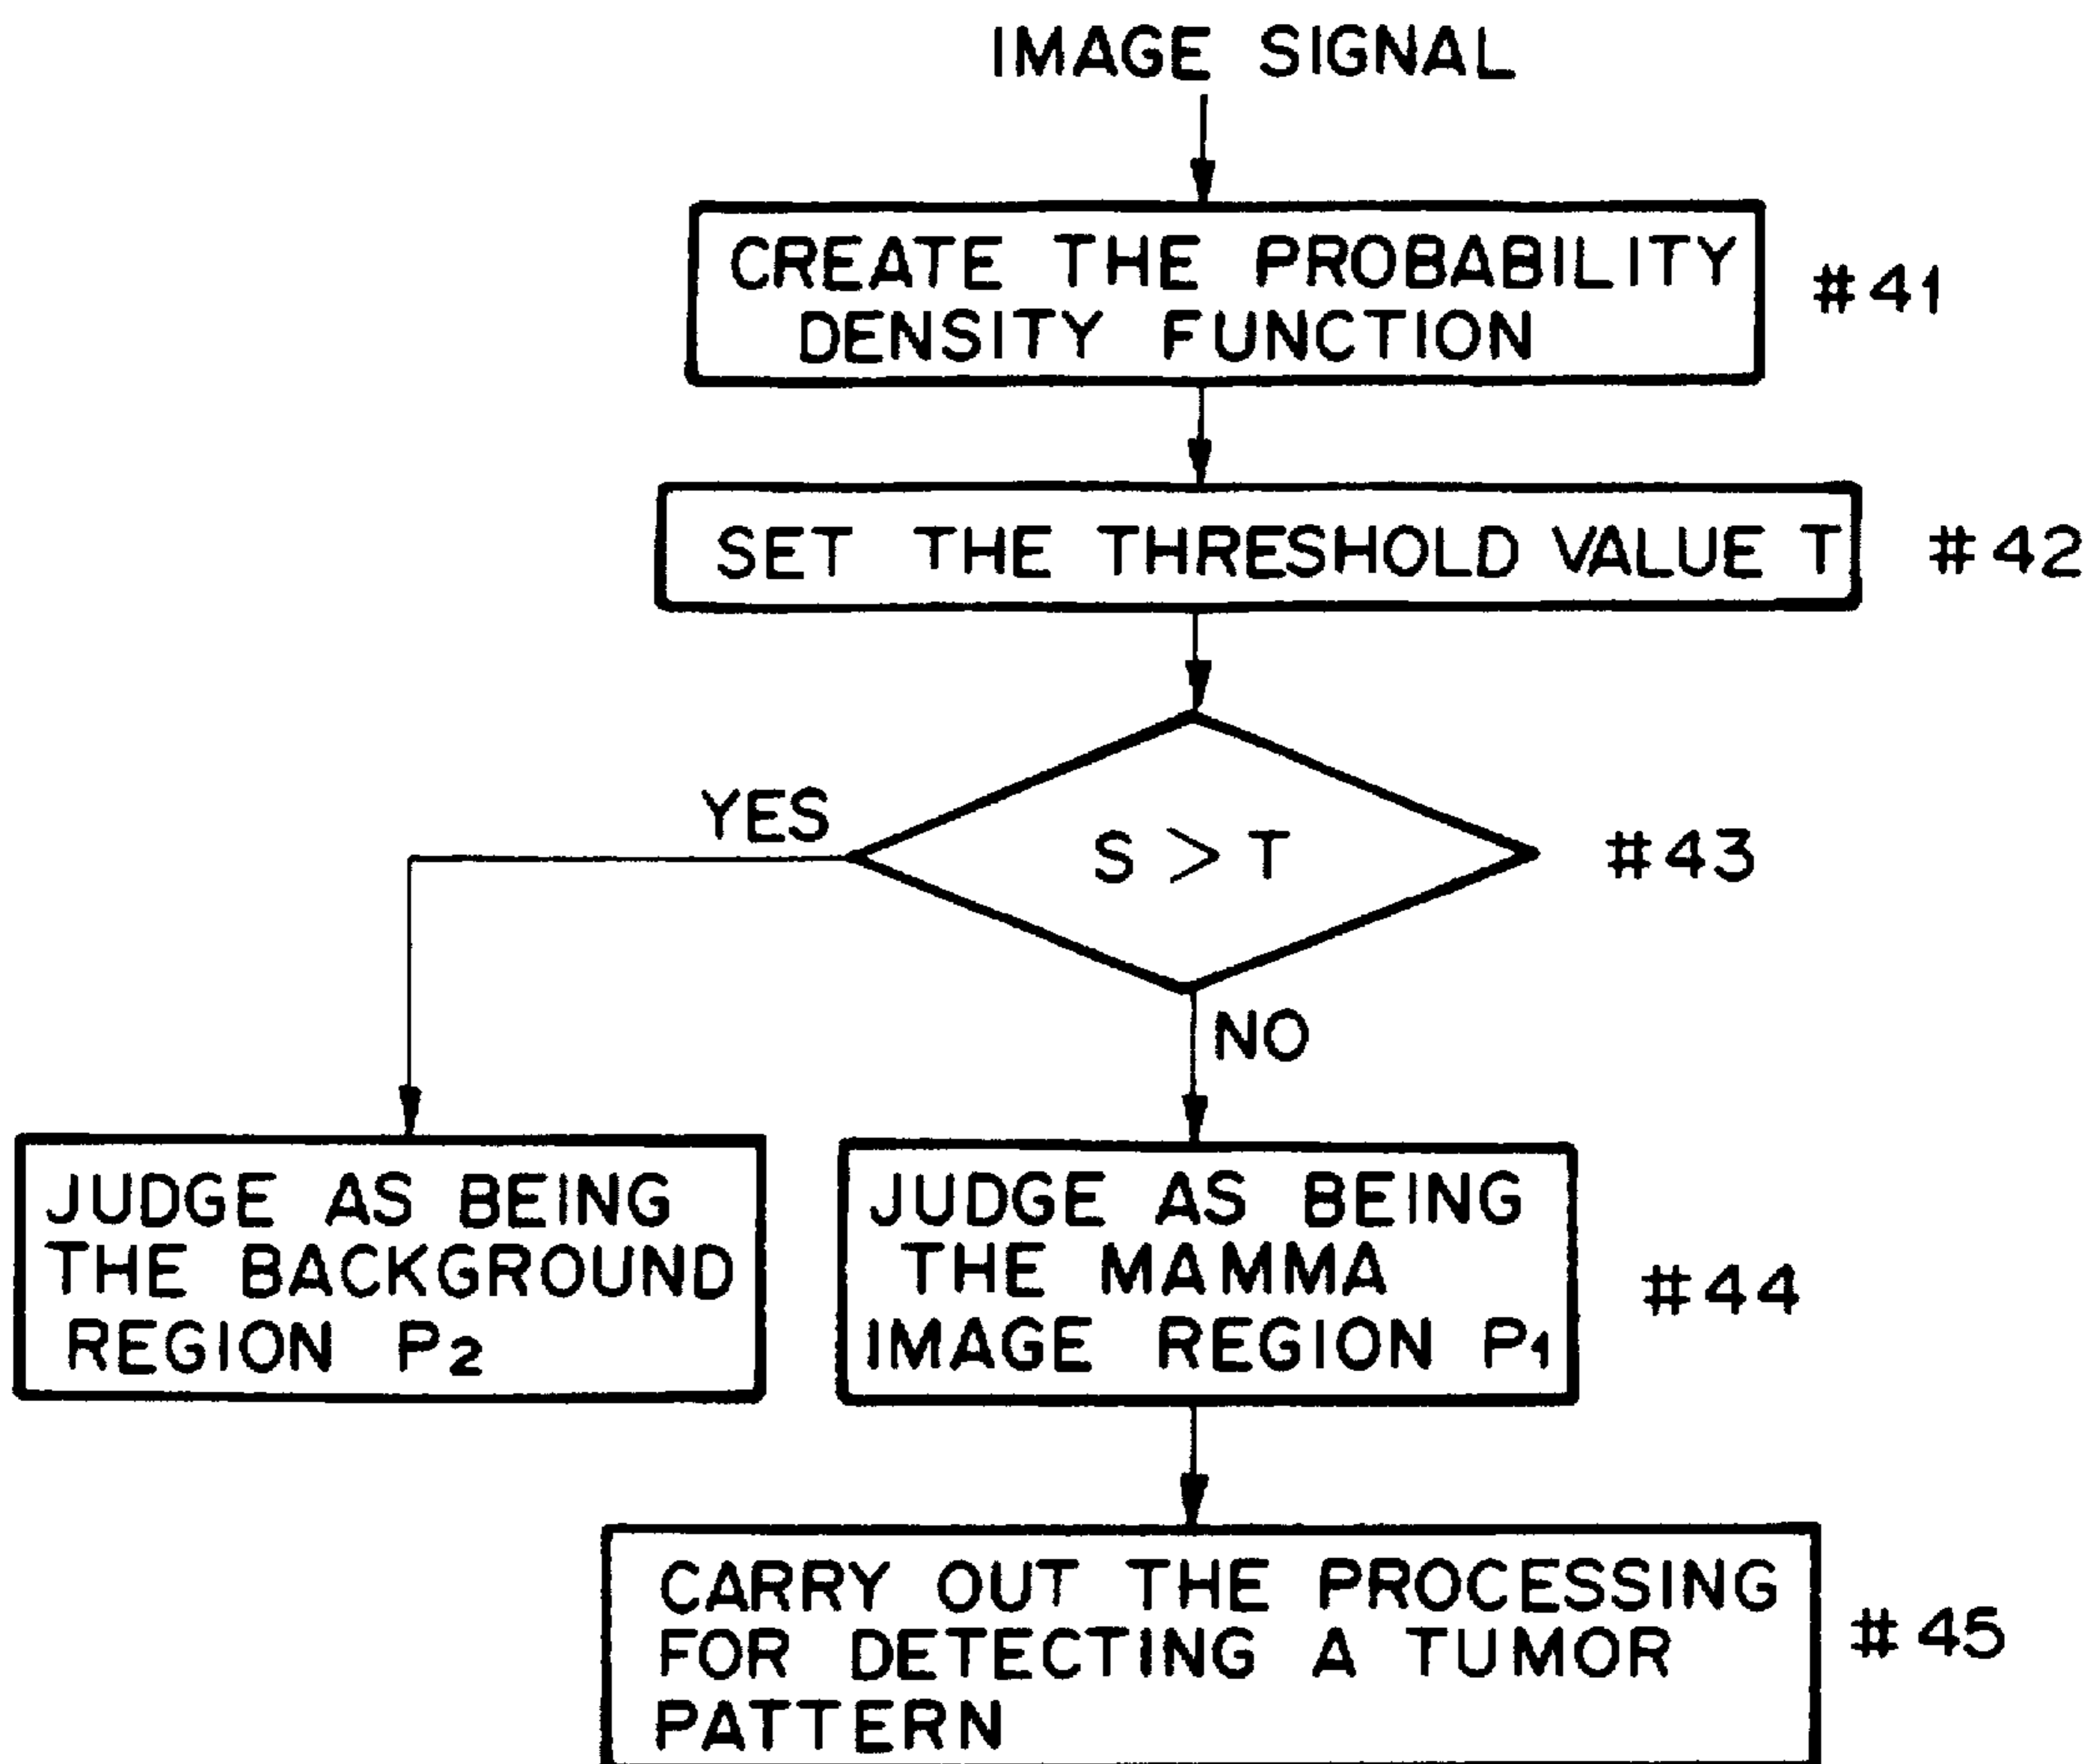 IMAGE SIGNAL
CREATE THE PROBABILITY
DENSITY FUNCTION
#41
SET THE THRESHOLD VALUE T
#42
YES
S > T
#43
NO
JUDGE AS BEING
THE BACKGROUND
REGION P2
JUDGE AS BEING
THE MAMMA
IMAGE REGION P1
#44
CARRY OUT THE PROCESSING
FOR DETECTING A TUMOR
PATTERN
#45